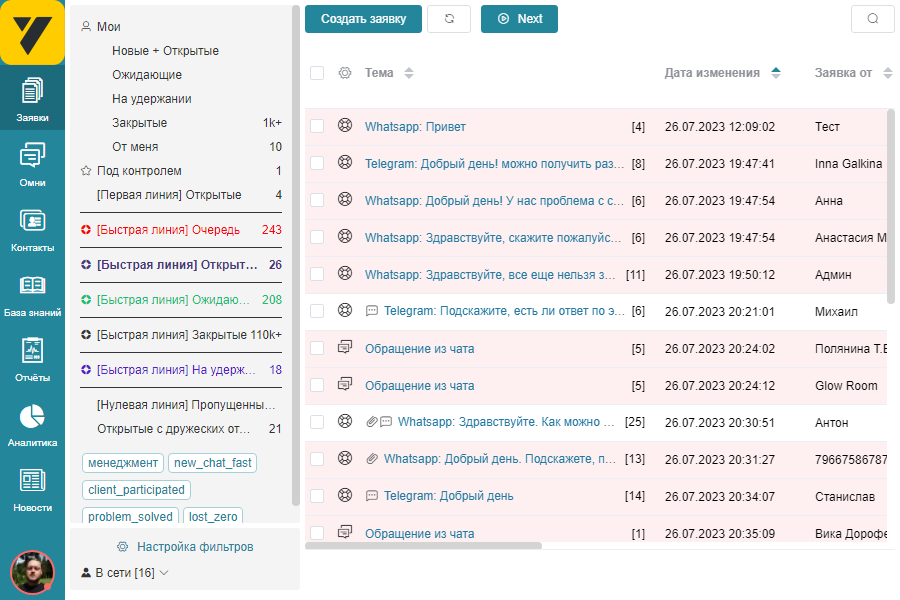 Заявки
Омни
Контакты
База знаний
Отчёты
Аналитика
Новости
Мои
Новые + Открытые
Ожидающие
На удержании
Закрытые 1k+
От меня 10
Под контролем 1
[Первая линия] Открытые 4
[Быстрая линия] Очередь 243
[Быстрая линия] Открыт... 26
[Быстрая линия] Ожидаю... 208
[Быстрая линия] Закрытые 110k+
[Быстрая линия] На удерж... 18
[Нулевая линия] Пропущенны...
Открытые с дружеских от... 21
менеджмент new_chat_fast
client_participated
problem_solved lost_zero
Настройка фильтров
В сети [16]
Создать заявку Next
Тема Дата изменения Заявка от
Whatsapp: Привет [4] 26.07.2023 12:09:02 Тест
Telegram: Добрый день! можно получить раз... [8] 26.07.2023 19:47:41 Inna Galkina
Whatsapp: Добрый день! У нас проблема с с... [6] 26.07.2023 19:47:54 Анна
Whatsapp: Здравствуйте, скажите пожалуйс... [6] 26.07.2023 19:47:54 Анастасия М
Whatsapp: Здравствуйте, все еще нельзя з... [11] 26.07.2023 19:50:12 Админ
Telegram: Подскажите, есть ли ответ по э... [6] 26.07.2023 20:21:01 Михаил
Обращение из чата [5] 26.07.2023 20:24:02 Полянина Т.Е
Обращение из чата [5] 26.07.2023 20:24:12 Glow Room
Whatsapp: Здравствуйте. Как можно ... [25] 26.07.2023 20:30:51 Антон
Whatsapp: Добрый день. Подскажете, п... [13] 26.07.2023 20:31:27 79667586787
Telegram: Добрый день [14] 26.07.2023 20:34:07 Станислав
Обращение из чата [1] 26.07.2023 20:35:09 Вика Дорофе